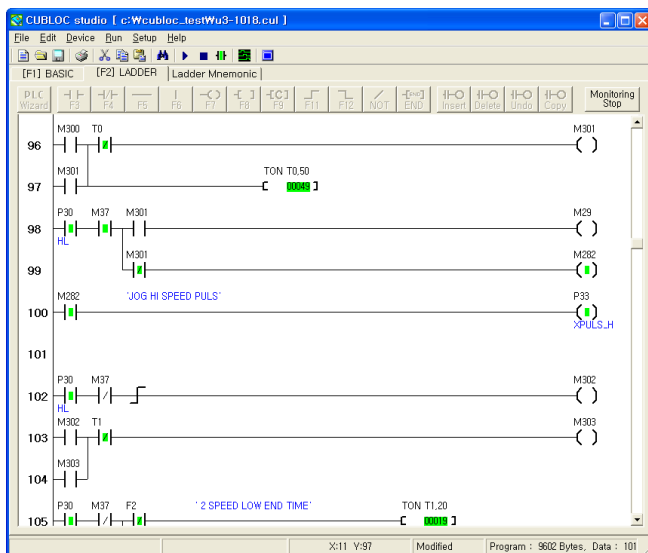 CUBLOC studio [ c:₩cubloc_test₩u3-1018.cul ]
File Edit Device Run Setup Help
[F1] BASIC [F2] LADDER Ladder Mnemonic
PLC Wizard F3 F4 F5 F6 F7 F8 F9 F11 F12 NOT END Insert Delete Undo Copy Monitoring Stop
M300 T0 M301
96
M301 TON T0,50
97 00049
P30 M37 M301 M29
98
HL
M301 M282
99
M282 'JOG HI SPEED PULS' P33
100
XPULS_H
101
P30 M37 M302
102
HL
M302 T1 M303
103
M303
104
P30 M37 F2 ' 2 SPEED LOW END TIME' TON T1,20
105 00019
X:11 Y:97 Modified Program : 9602 Bytes, Data : 101